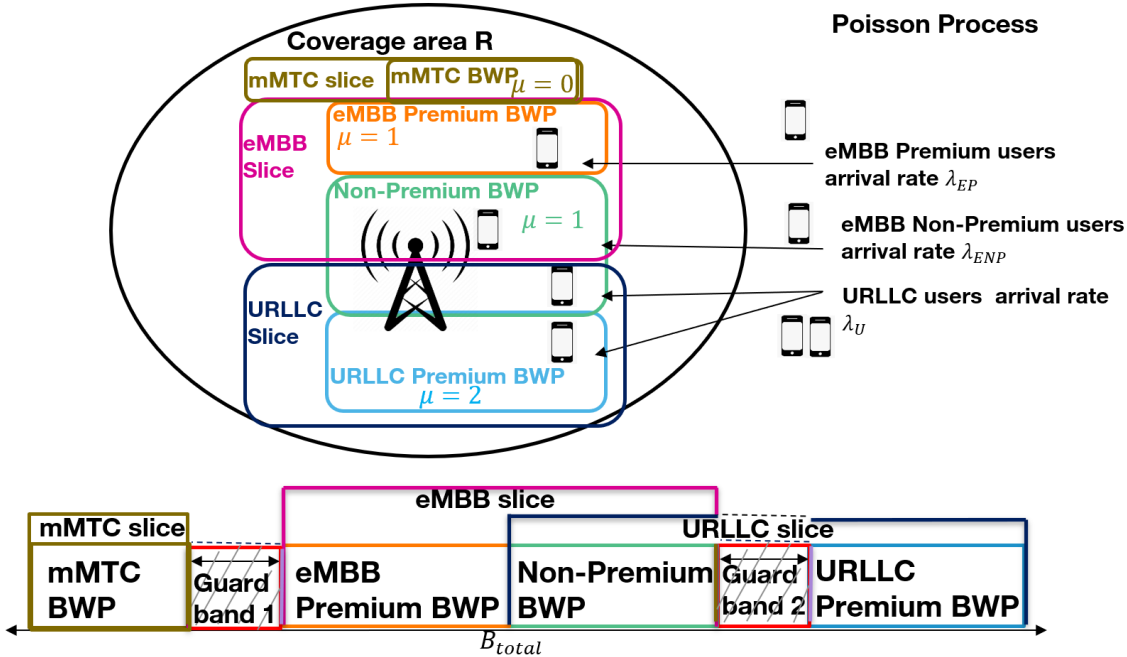 Poisson Process
Coverage area R
mMTC slice
mMTC BWP
μ = 0
eMBB Premium BWP
μ = 1
eMBB
Slice
Non-Premium BWP
μ = 1
URLLC
Slice
URLLC Premium BWP
μ = 2
eMBB Premium users
arrival rate λ_EP
eMBB Non-Premium users
arrival rate λ_ENP
URLLC users arrival rate
λ_U
eMBB slice
mMTC slice
URLLC slice
mMTC
BWP
Guard
band 1
eMBB
Premium BWP
Non-Premium
BWP
Guard
band 2
URLLC
Premium BWP
B_total